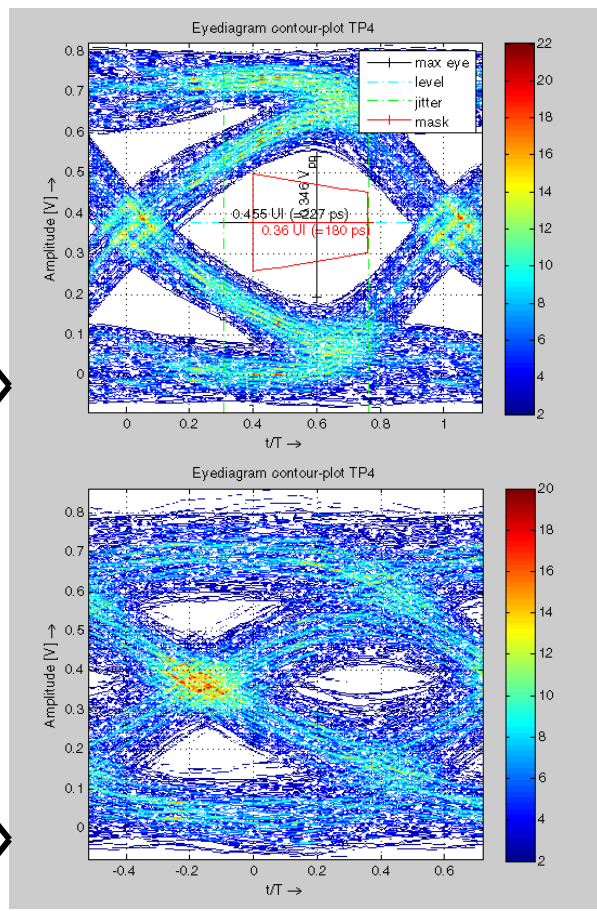 Eyediagram contour-plot TP4
max eye
level
jitter
mask
0.346 V pp
0.455 UI (=227 ps)
0.36 UI (=180 ps)
Amplitude [V] →
0.8
0.7
0.6
0.5
0.4
0.3
0.2
0.1
0
0 0.2 0.4 0.6 0.8 1
t/T →
22
20
18
16
14
12
10
8
6
4
2
Eyediagram contour-plot TP4
Amplitude [V] →
0.8
0.7
0.6
0.5
0.4
0.3
0.2
0.1
0
-0.4 -0.2 0 0.2 0.4 0.6
t/T →
20
18
16
14
12
10
8
6
4
2